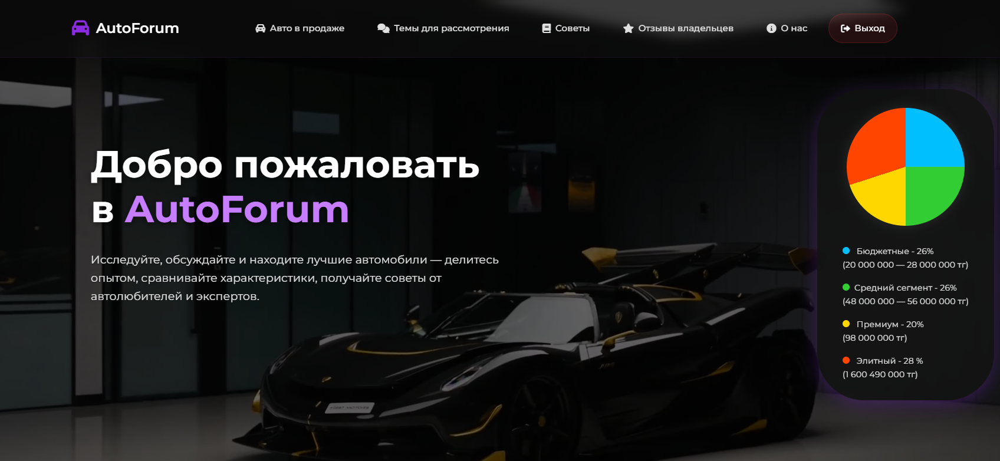 AutoForum
Авто в продаже
Темы для рассмотрения
Советы
Отзывы владельцев
О нас
Выход
Добро пожаловать
в AutoForum
Исследуйте, обсуждайте и находите лучшие автомобили — делитесь
опытом, сравнивайте характеристики, получайте советы от
автолюбителей и экспертов.
Бюджетные - 26%
(20 000 000 — 28 000 000 тг)
Средний сегмент - 26%
(48 000 000 — 56 000 000 тг)
Премиум - 20%
(98 000 000 тг)
Элитный - 28 %
(1 600 490 000 тг)